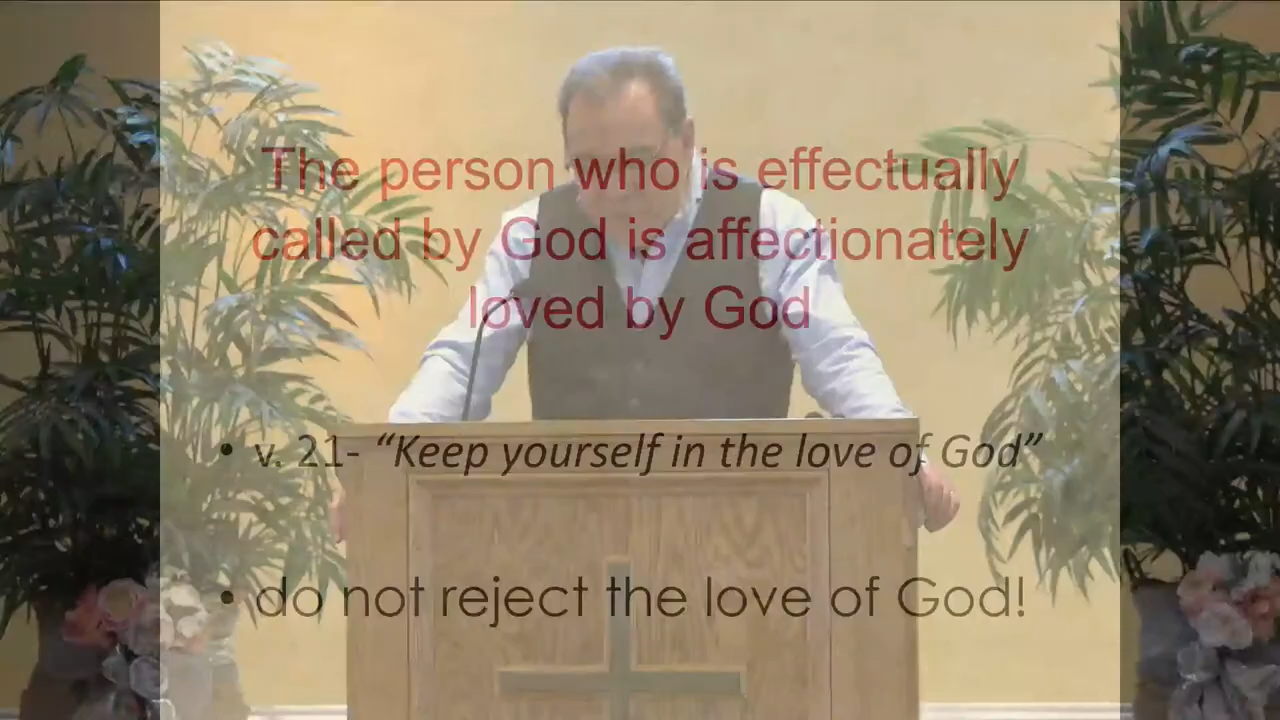 The person who is effectually
called by God is affectionately
loved by God
• v. 21- “Keep yourself in the love of God”
• do not reject the love of God!